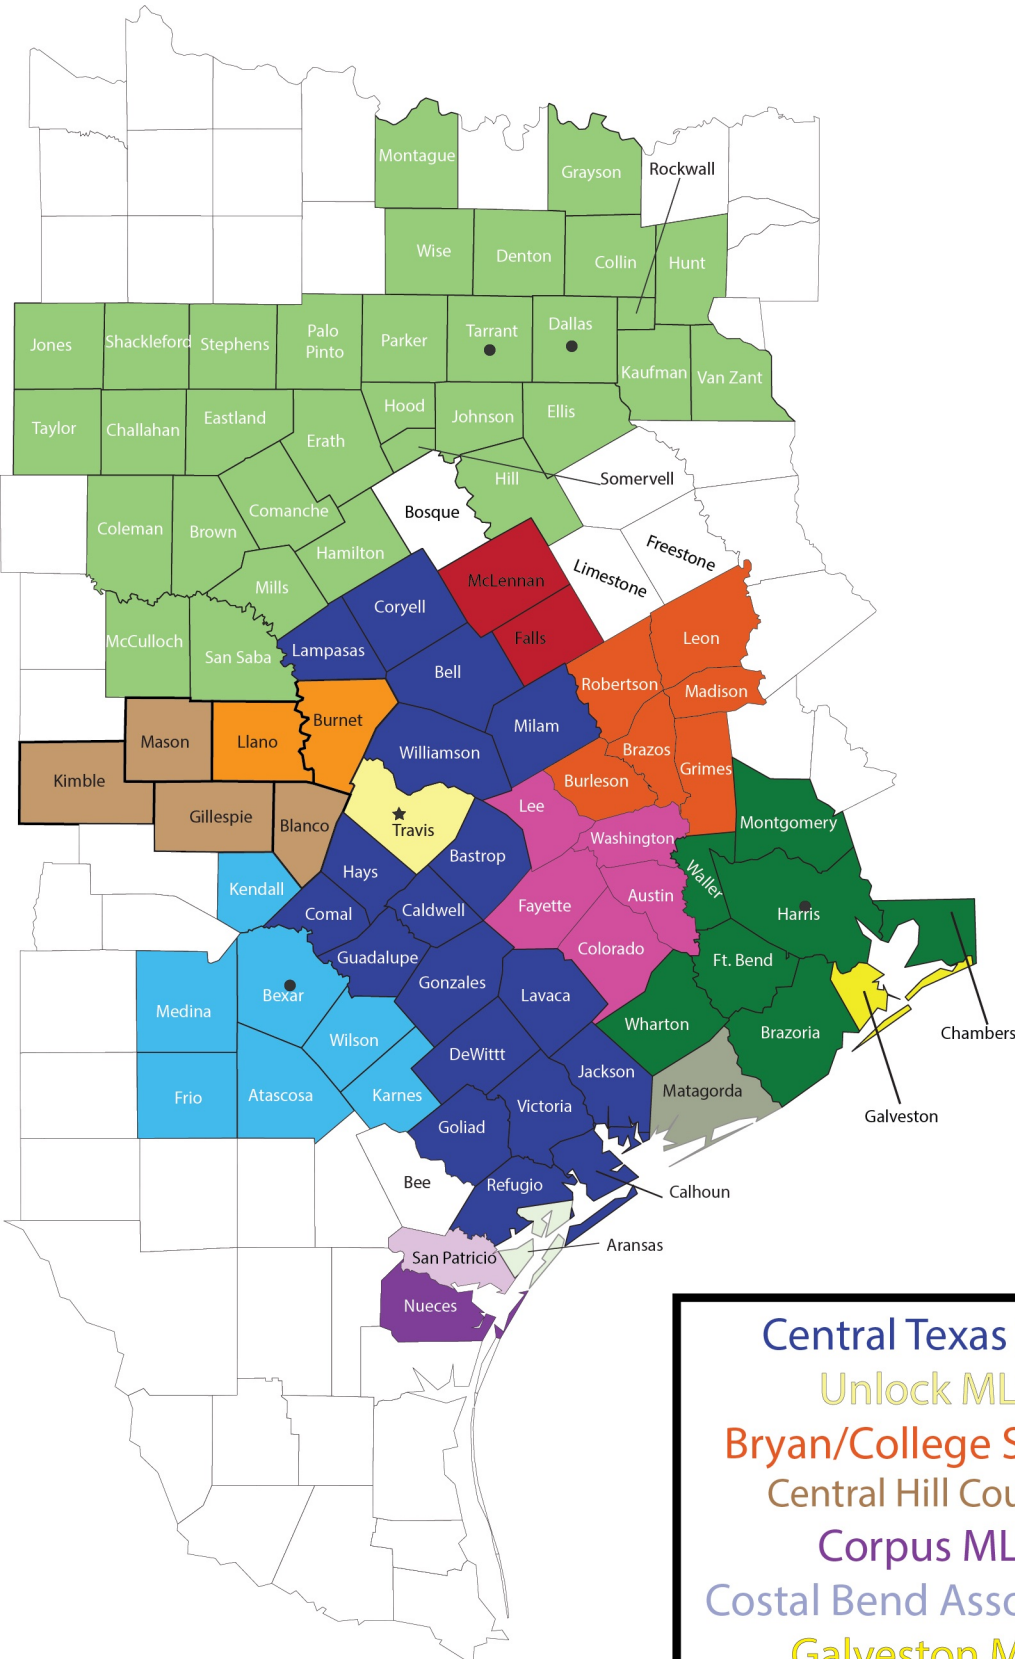 Montague
Grayson
Rockwall
Wise
Denton
Collin
Hunt
Jones
Shackleford
Stephens
Palo
Pinto
Parker
Tarrant
Dallas
Kaufman
Van Zant
Taylor
Challahan
Eastland
Erath
Hood
Johnson
Ellis
Somervell
Hill
Coleman
Brown
Comanche
Bosque
Hamilton
Freestone
Limestone
Mills
Coryell
McLennan
McCulloch
San Saba
Lampasas
Bell
Falls
Leon
Robertson
Madison
Burnet
Milam
Mason
Llano
Williamson
Brazos
Grimes
Kimble
Burleson
Gillespie
Blanco
Travis
Lee
Washington
Montgomery
Kendall
Hays
Bastrop
Waller
Comal
Caldwell
Fayette
Austin
Harris
Guadalupe
Colorado
Ft. Bend
Medina
Bexar
Gonzales
Lavaca
Wharton
Brazoria
Chambers
Wilson
DeWittt
Frio
Atascosa
Karnes
Jackson
Matagorda
Galveston
Goliad
Victoria
Bee
Refugio
Calhoun
San Patricio
Aransas
Nueces
Central Texas
Unlock ML
Bryan/College S
Central Hill Cou
Corpus ML
Costal Bend Asso
Galveston M